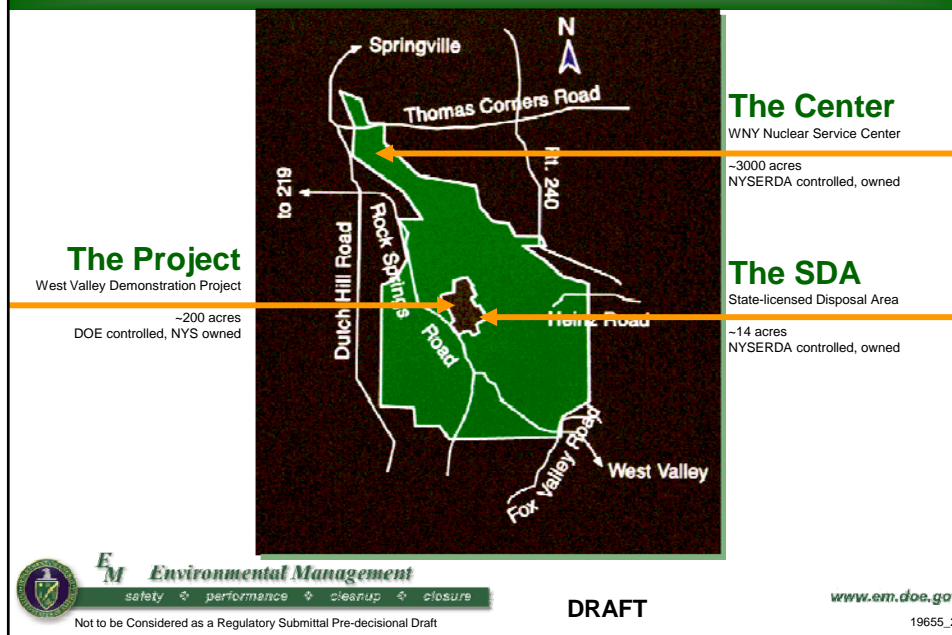 N
Springville
Thomas Corners Road
Rt. 240
to 219
Rock Springs
Road
Dutch Hill Road
Heinz Road
Fox Valley Road
West Valley
The Center
WNY Nuclear Service Center
~3000 acres
NYSERDA controlled, owned
The Project
West Valley Demonstration Project
~200 acres
DOE controlled, NYS owned
The SDA
State-licensed Disposal Area
~14 acres
NYSERDA controlled, owned
EM Environmental Management
safety ❖ performance ❖ cleanup ❖ closure
Not to be Considered as a Regulatory Submittal Pre-decisional Draft
DRAFT
www.em.doe.go
19655_